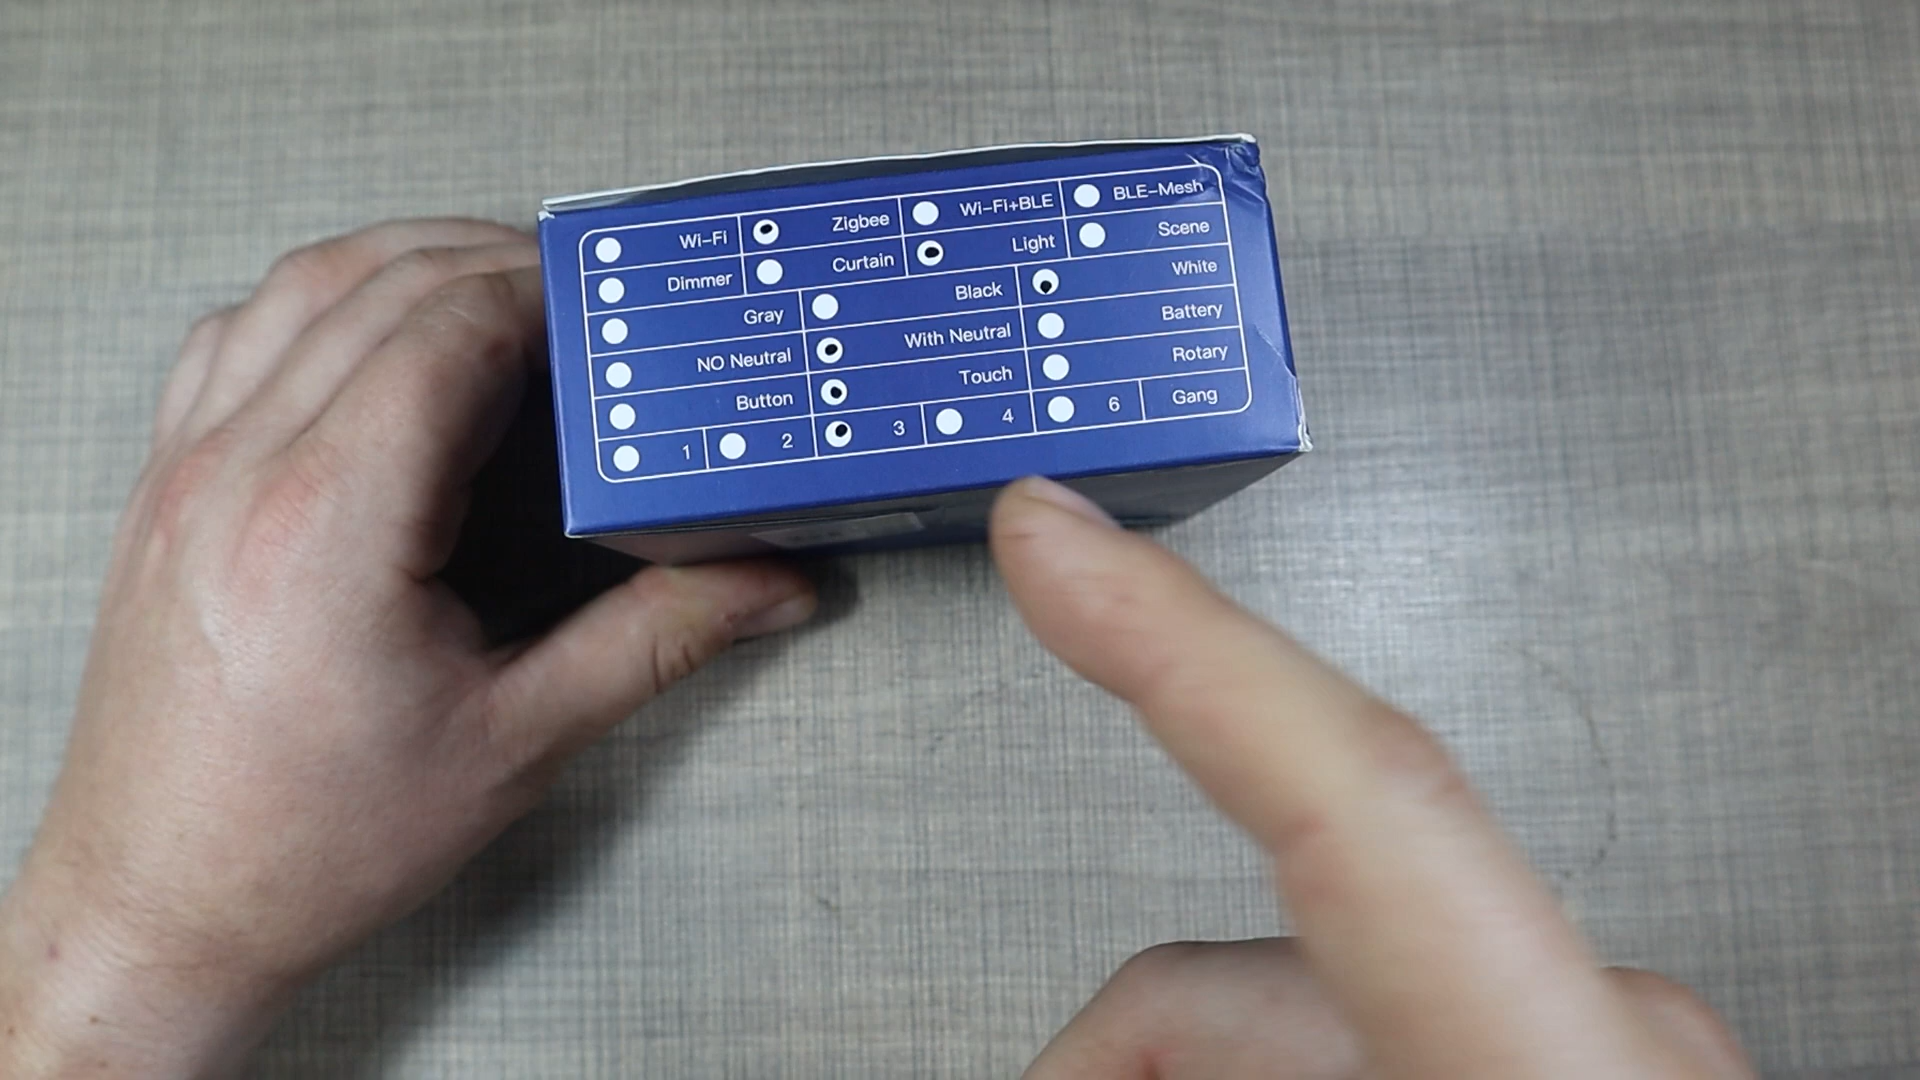 Wi-Fi Zigbee Wi-Fi+BLE BLE-Mesh
Dimmer Curtain Light Scene
Gray Black White
NO Neutral With Neutral Battery
Button Touch Rotary
1 2 3 4 6 Gang